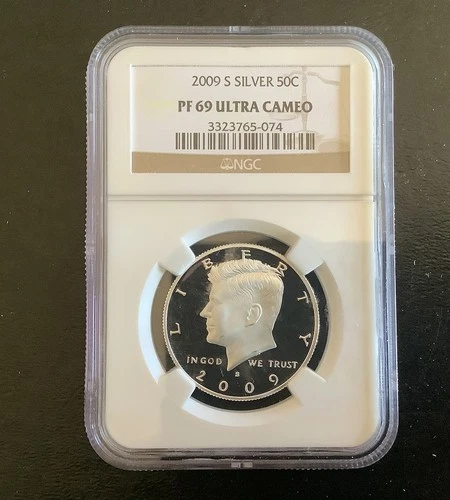 2009 S SILVER 50C
PF 69 ULTRA CAMEO
3323765-074
NGC
LIBERTY
IN GOD WE TRUST
S
2009